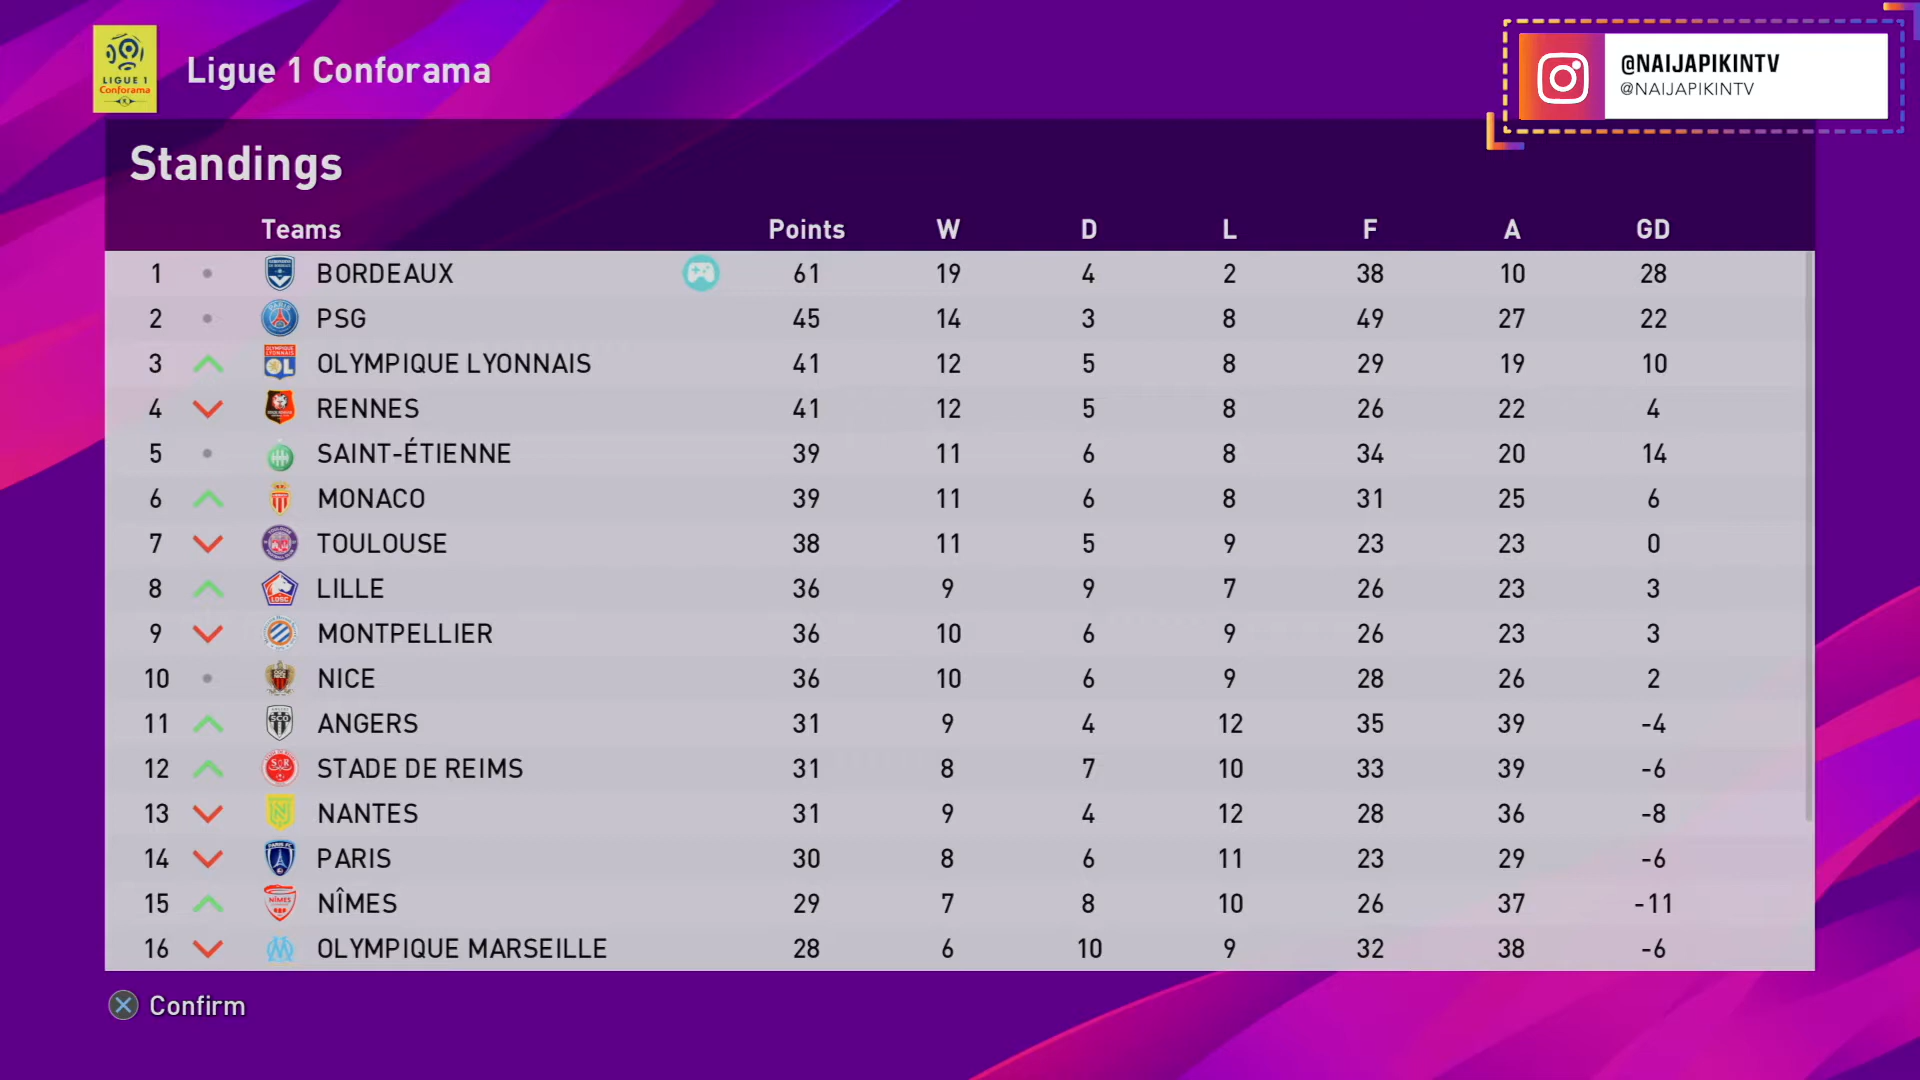 LIGUE 1
Conforama
Ligue 1 Conforama
@NAIJAPIKINTV
@NAIJAPIKINTV
Standings
Teams Points W D L F A GD
1 BORDEAUX 61 19 4 2 38 10 28
2 PSG 45 14 3 8 49 27 22
3 OLYMPIQUE LYONNAIS 41 12 5 8 29 19 10
4 RENNES 41 12 5 8 26 22 4
5 SAINT-ÉTIENNE 39 11 6 8 34 20 14
6 MONACO 39 11 6 8 31 25 6
7 TOULOUSE 38 11 5 9 23 23 0
8 LILLE 36 9 9 7 26 23 3
9 MONTPELLIER 36 10 6 9 26 23 3
10 NICE 36 10 6 9 28 26 2
11 ANGERS 31 9 4 12 35 39 -4
12 STADE DE REIMS 31 8 7 10 33 39 -6
13 NANTES 31 9 4 12 28 36 -8
14 PARIS 30 8 6 11 23 29 -6
15 NÎMES 29 7 8 10 26 37 -11
16 OLYMPIQUE MARSEILLE 28 6 10 9 32 38 -6
Confirm